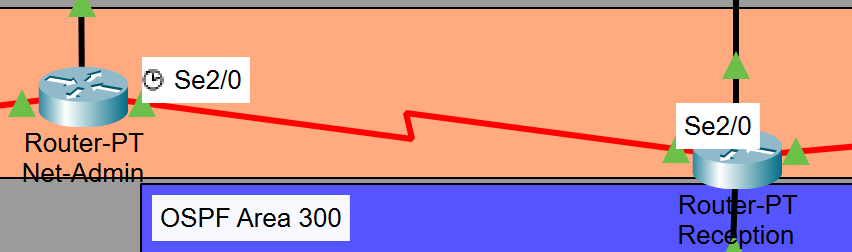 Se2/0
Se2/0
Router-PT
Net-Admin
OSPF Area 300
Router-PT
Reception